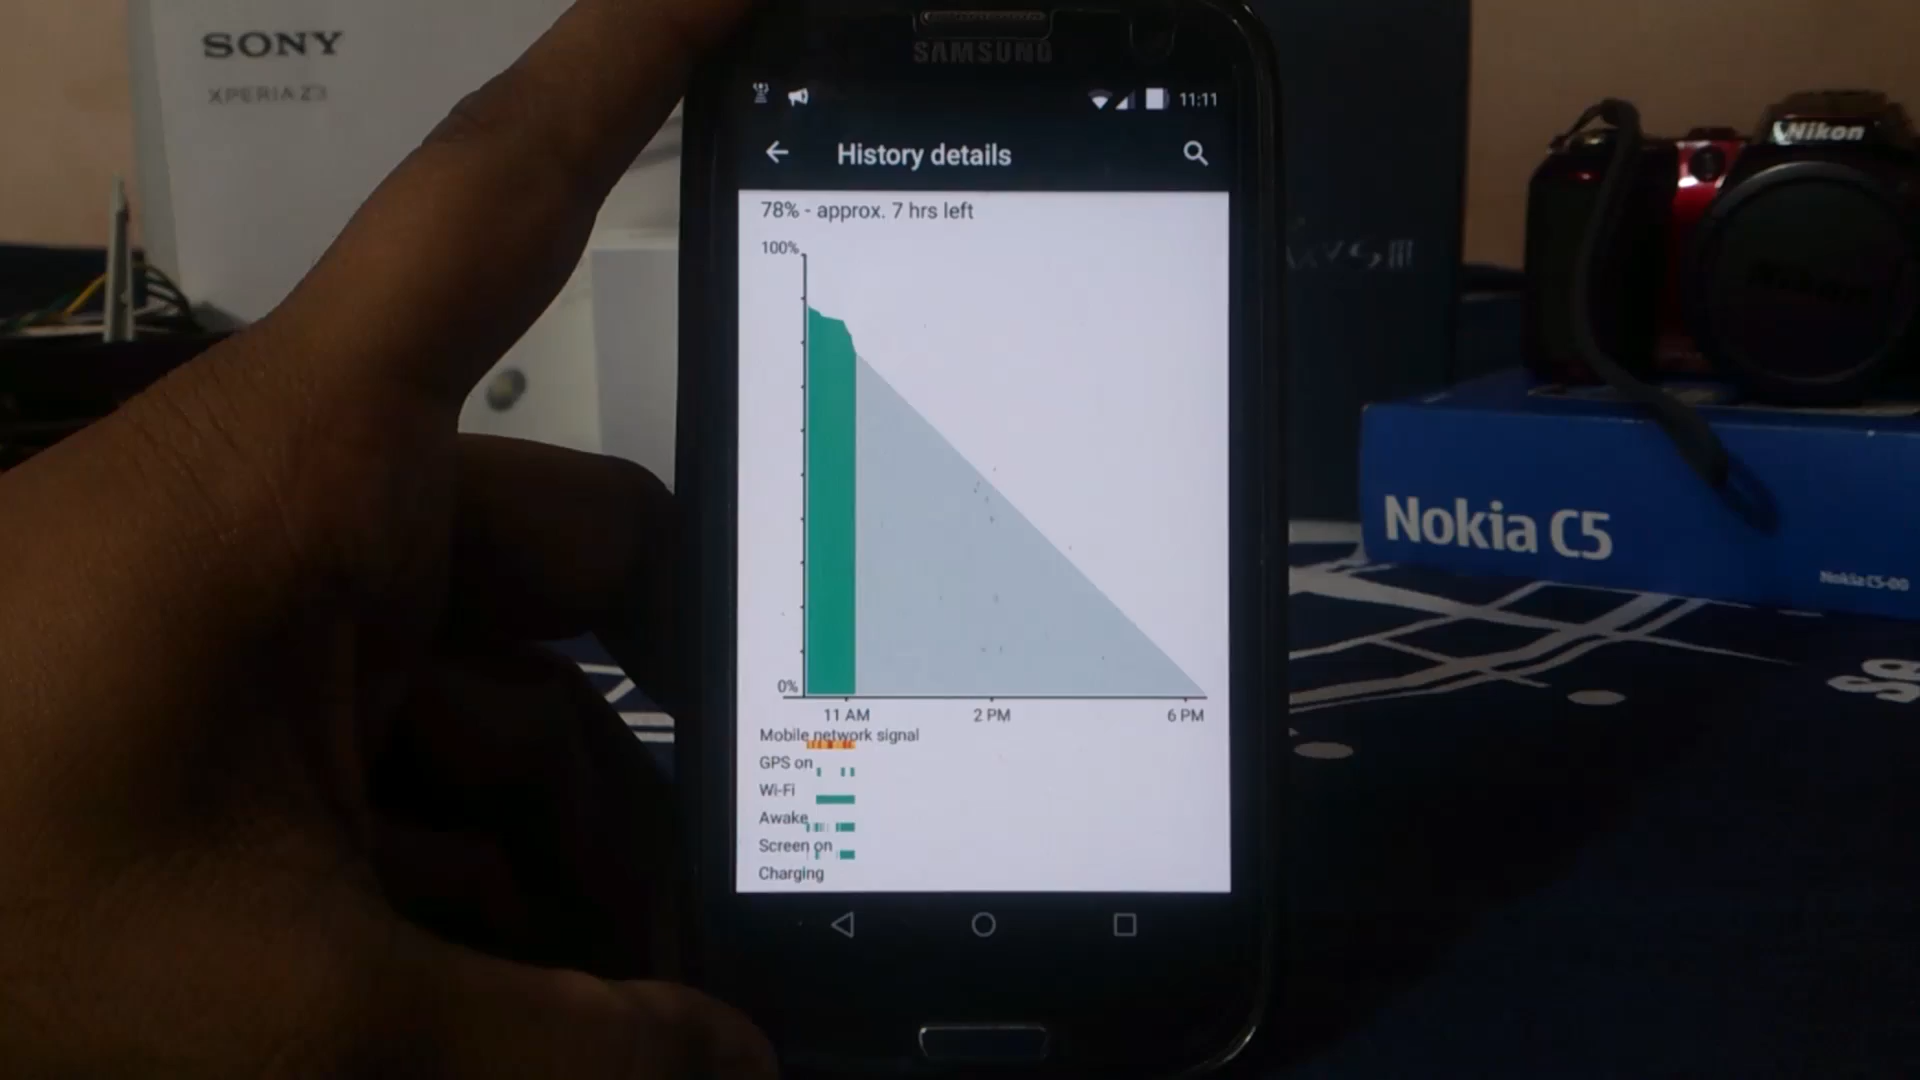 SONY
XPERIA Z3
SAMSUNG
11:11
History details
78% - approx. 7 hrs left
100%
0%
11 AM
2 PM
6 PM
Mobile network signal
GPS on
Wi-Fi
Awake
Screen on
Charging
SIII
Nikon
Nokia C5
Nokia C5-00